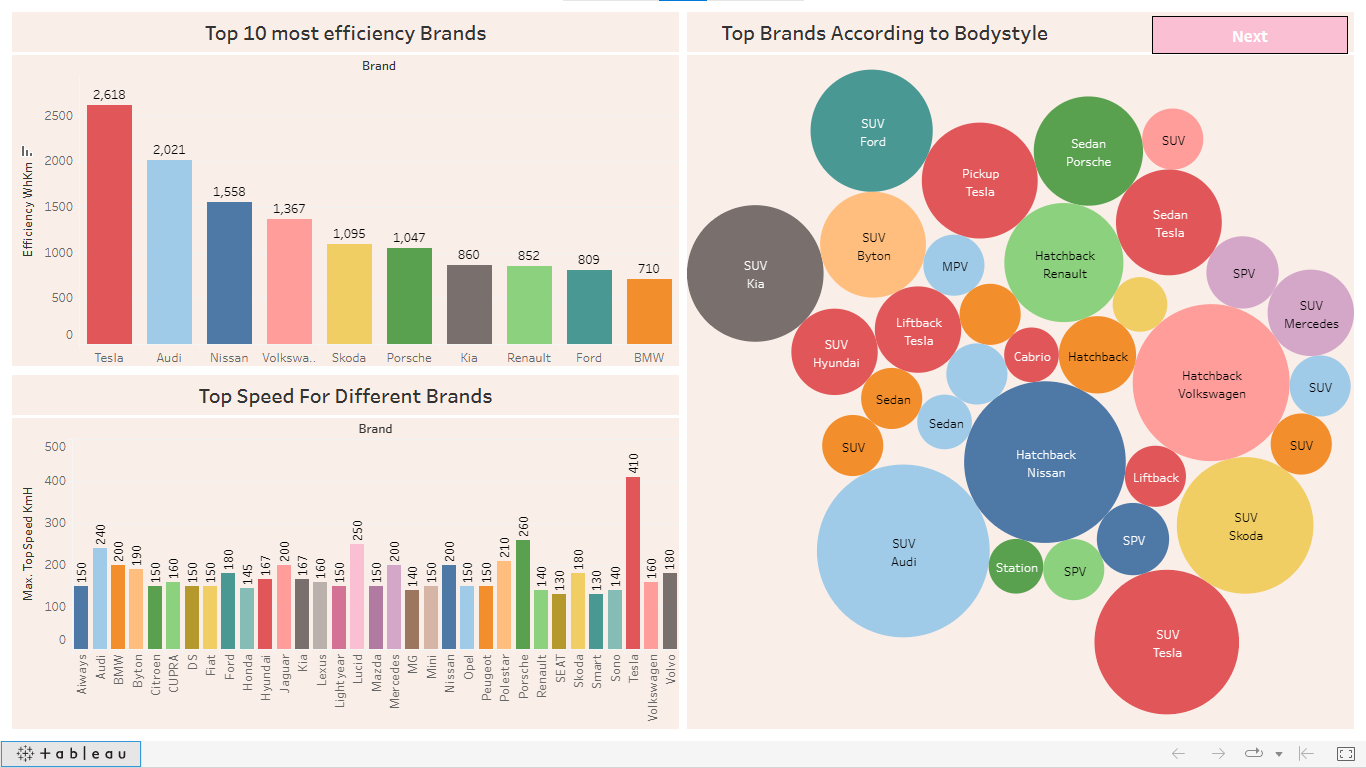 Top 10 most efficiency Brands
Brand
Efficiency WhKm
2500
2000
1500
1000
500
0
2,618
2,021
1,558
1,367
1,095
1,047
860
852
809
710
Tesla
Audi
Nissan
Volkswa..
Skoda
Porsche
Kia
Renault
Ford
BMW
Top Speed For Different Brands
Brand
Max. TopSpeed KmH
500
400
300
200
100
0
150
240
200
190
150
160
150
150
180
145
167
200
167
160
150
250
150
200
140
150
200
150
150
210
260
140
130
180
130
140
410
160
180
Aiways
Audi
BMW
Byton
Citroen
CUPRA
DS
Fiat
Ford
Honda
Hyundai
Jaguar
Kia
Lexus
Lightyear
Lucid
Mazda
Mercedes
MG
Mini
Nissan
Opel
Peugeot
Polestar
Porsche
Renault
SEAT
Skoda
Smart
Sono
Tesla
Volkswagen
Volvo
Top Brands According to Bodystyle
Next
SUV
Ford
Pickup
Tesla
Sedan
Porsche
SUV
Sedan
Tesla
SUV
Kia
SUV
Byton
MPV
Hatchback
Renault
SPV
SUV
Mercedes
SUV
Hyundai
Liftback
Tesla
Cabrio
Hatchback
Hatchback
Volkswagen
SUV
Sedan
Sedan
SUV
SUV
Hatchback
Nissan
Liftback
SUV
Skoda
SUV
Audi
SPV
Station
SPV
SUV
Tesla
+ableau